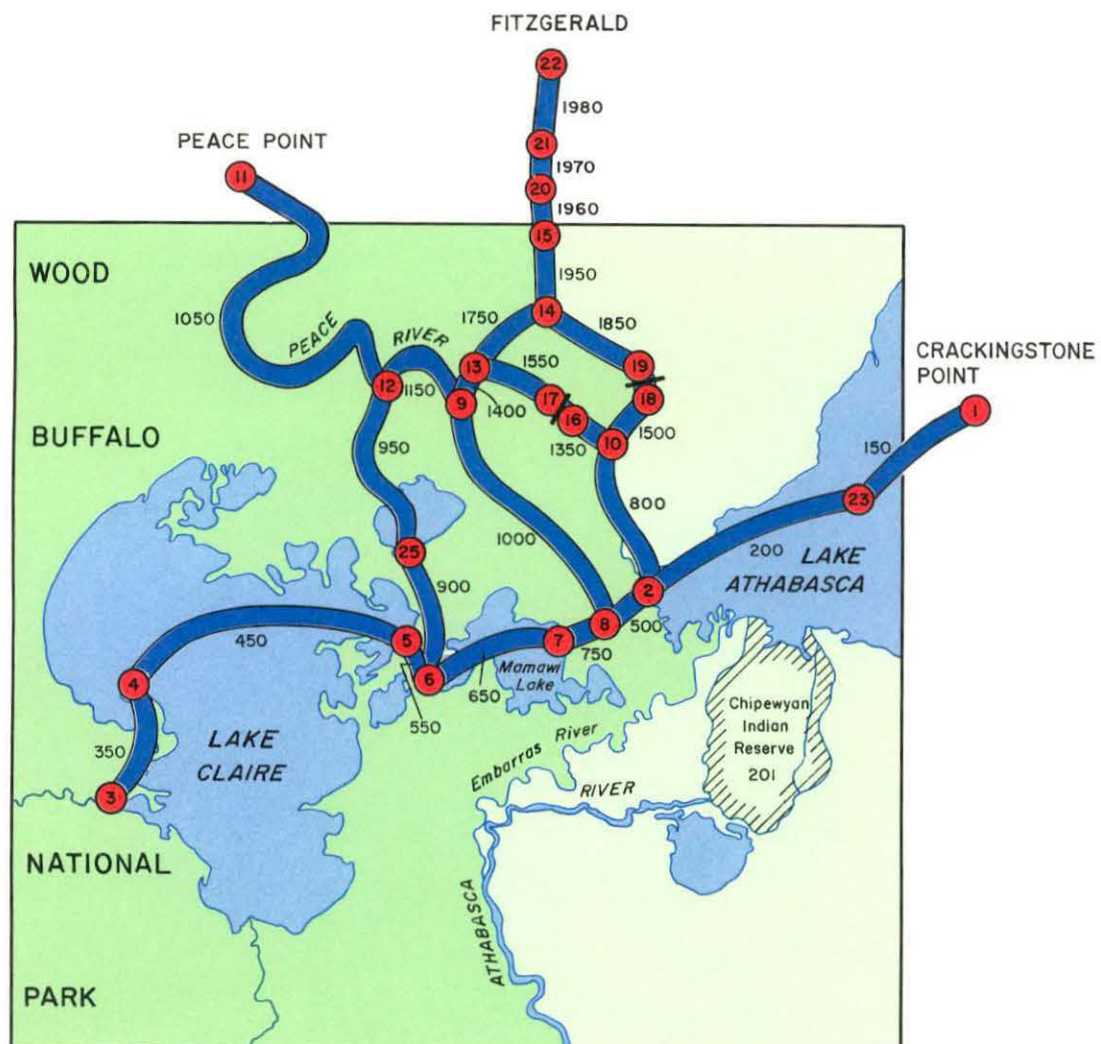 FITZGERALD
22
1980
21
PEACE POINT
1970
11
20
1960
15
WOOD
1950
1050
14
1750
1850
PEACE
RIVER
CRACKINGSTONE
POINT
13
1550
19
12
1150
9
1400
17
18
1
16
BUFFALO
10
1500
1350
150
950
800
23
1000
25
200
LAKE
ATHABASCA
900
2
450
8
500
5
7
750
6
650
Mamawi
Lake
4
550
Chipewyan
Indian
Reserve
201
350
LAKE
CLAIRE
Embarras River
3
RIVER
NATIONAL
ATHABASCA
PARK